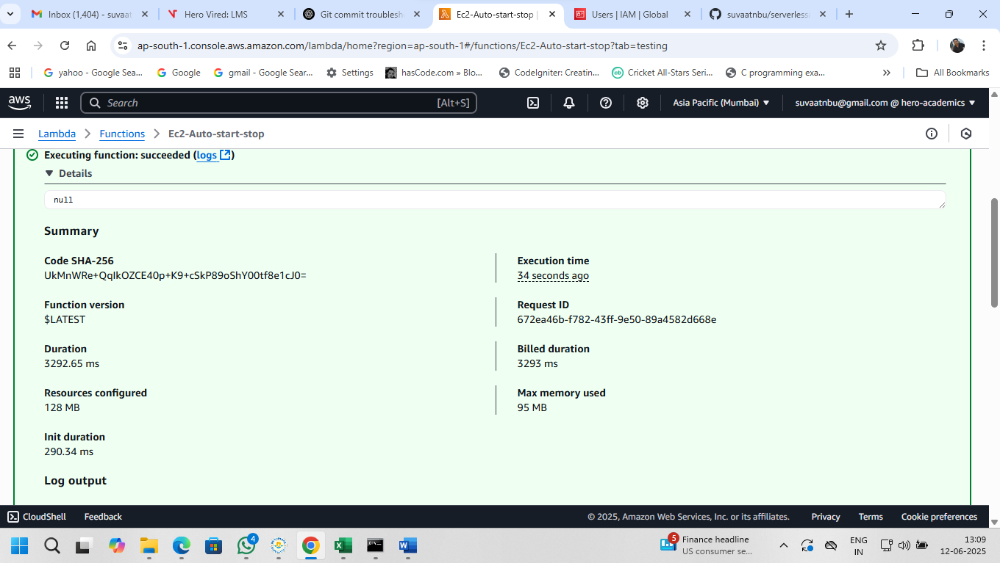 Inbox (1,404) - suvaat
Hero Vired: LMS
Git commit troublesh
Ec2-Auto-start-stop |
Users | IAM | Global
suvaatnbu/serverless
ap-south-1.console.aws.amazon.com/lambda/home?region=ap-south-1#/functions/Ec2-Auto-start-stop?tab=testing
yahoo - Google Sea...
Google
gmail - Google Sear...
Settings
hasCode.com » Blo...
CodeIgniter: Creatin...
Cricket All-Stars Seri...
C programming exa...
All Bookmarks
aws
Search
[Alt+S]
Asia Pacific (Mumbai)
suvaatnbu@gmail.com @ hero-academics
Lambda
Functions
Ec2-Auto-start-stop
Executing function: succeeded (logs)
Details
null
Summary
Code SHA-256
UkMnWRe+QqIkOZCE40p+K9+cSkP89oShY00tf8e1cJ0=
Execution time
34 seconds ago
Function version
$LATEST
Request ID
672ea46b-f782-43ff-9e50-89a4582d668e
Duration
3292.65 ms
Billed duration
3293 ms
Resources configured
128 MB
Max memory used
95 MB
Init duration
290.34 ms
Log output
CloudShell
Feedback
© 2025, Amazon Web Services, Inc. or its affiliates.
Privacy
Terms
Cookie preferences
4
5
Finance headline
US consumer se...
ENG
IN
13:09
12-06-2025